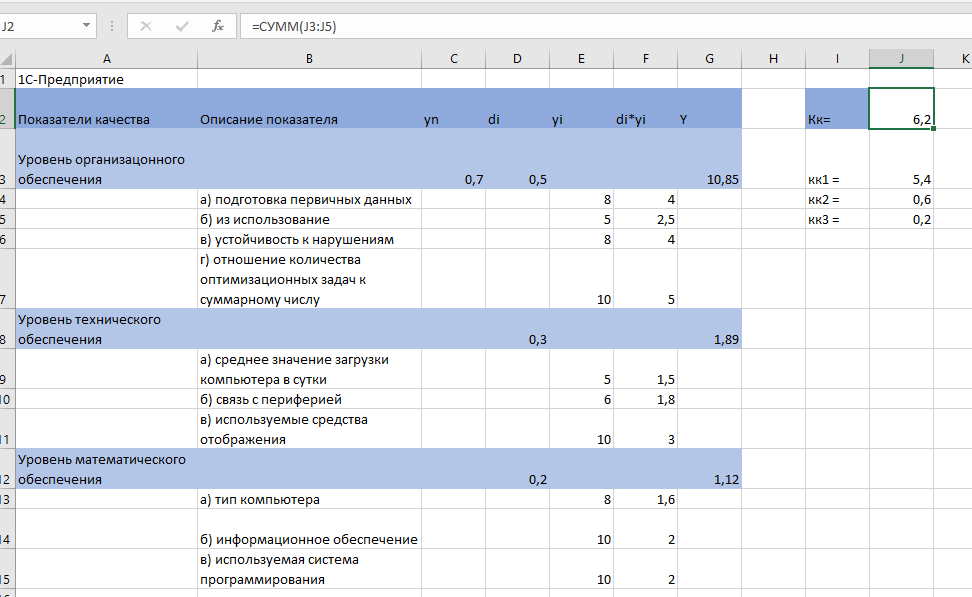 J2 fx =СУММ(J3:J5)
A B C D E F G H I J K
1 1С-Предприятие
2 Показатели качества Описание показателя yn di yi di*yi Y Кк= 6,2
Уровень организацонного
3 обеспечения 0,7 0,5 10,85 кк1 = 5,4
4 а) подготовка первичных данных 8 4 кк2 = 0,6
5 б) из использование 5 2,5 кк3 = 0,2
6 в) устойчивость к нарушениям 8 4
г) отношение количества
оптимизационных задач к
7 суммарному числу 10 5
Уровень технического
8 обеспечения 0,3 1,89
а) среднее значение загрузки
9 компьютера в сутки 5 1,5
10 б) связь с периферией 6 1,8
в) используемые средства
11 отображения 10 3
Уровень математического
12 обеспечения 0,2 1,12
13 а) тип компьютера 8 1,6
14 б) информационное обеспечение 10 2
в) используемая система
15 программирования 10 2